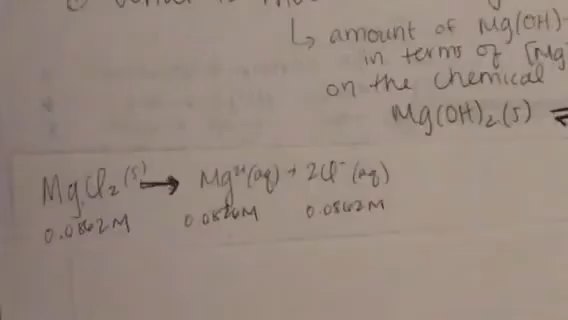 ↳ amount of Mg(OH)
in terms of [Mg
on the chemical
Mg(OH)₂(s) ⇌
MgCl₂(s) → Mg²⁺(aq) + 2Cl⁻(aq)
0.0862M 0.0862M